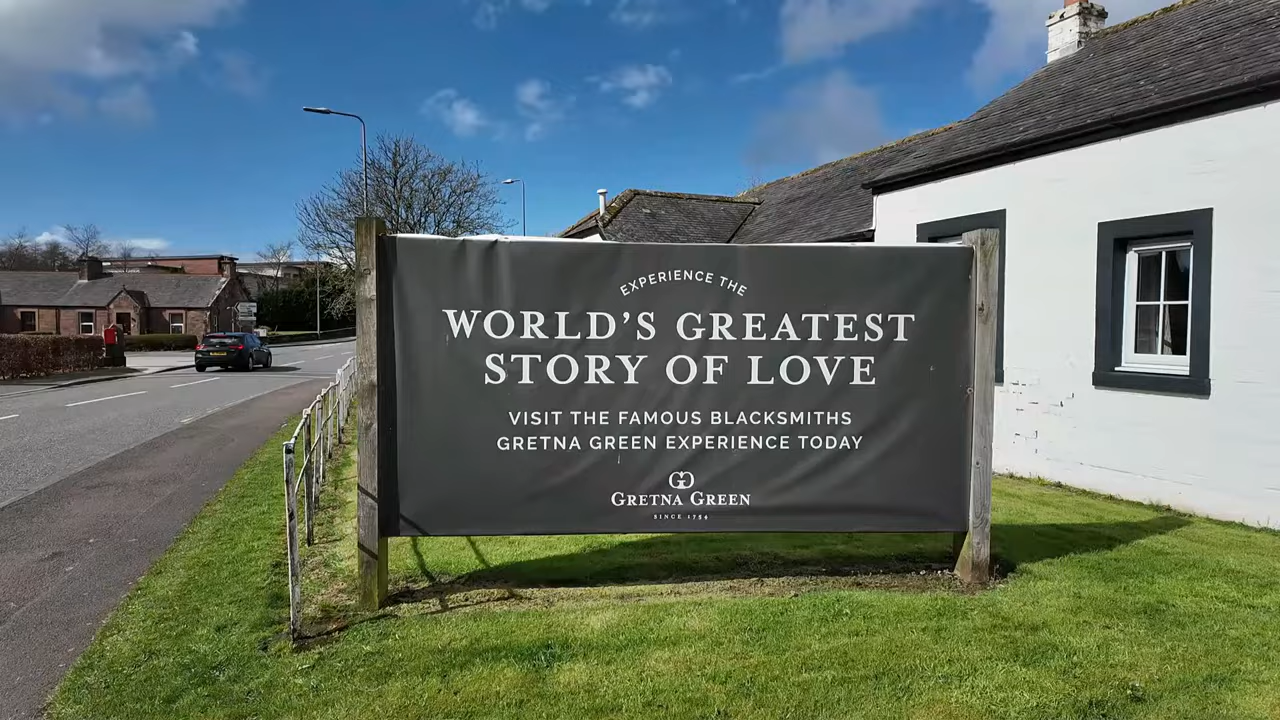 EXPERIENCE THE
WORLD'S GREATEST
STORY OF LOVE
VISIT THE FAMOUS BLACKSMITHS
GRETNA GREEN EXPERIENCE TODAY
GG
GRETNA GREEN
SINCE 1754